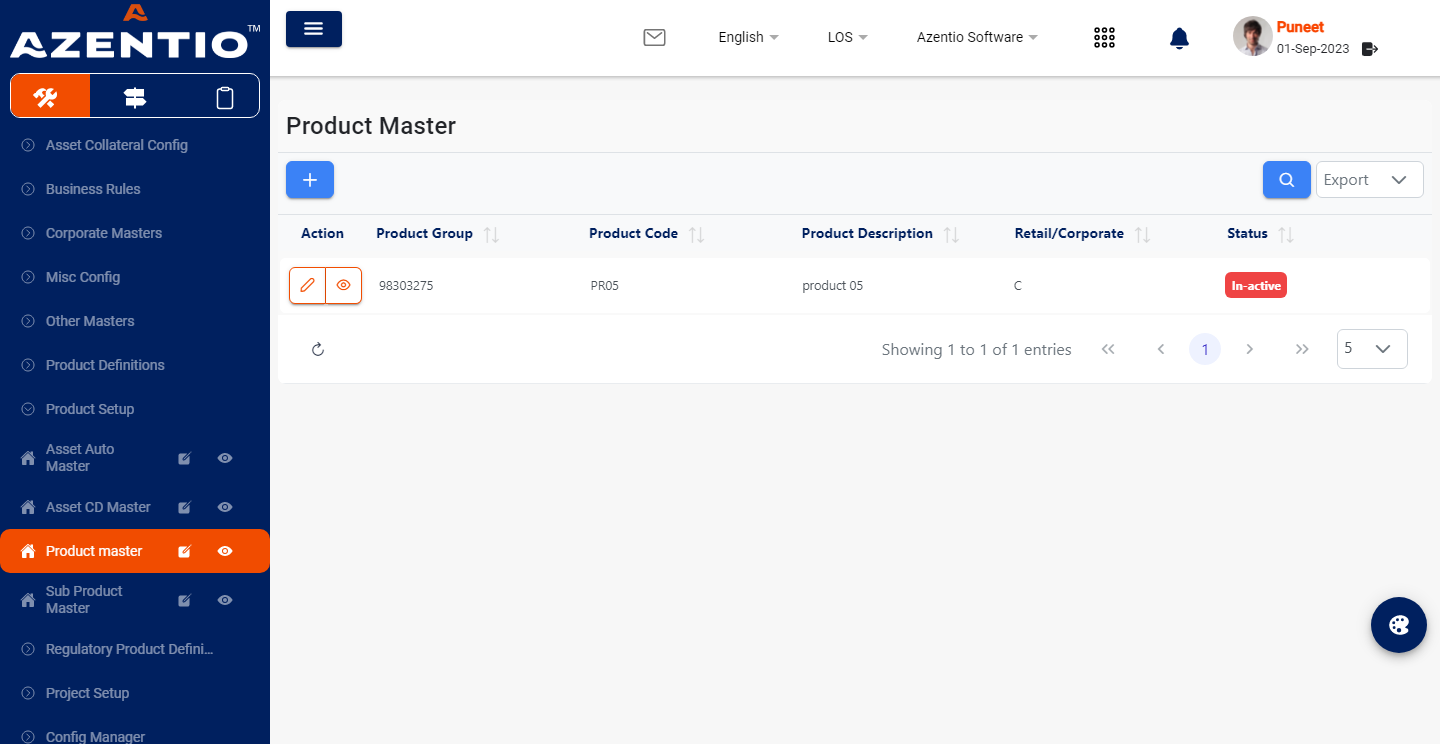 AZENTIO™
Asset Collateral Config
Business Rules
Corporate Masters
Misc Config
Other Masters
Product Definitions
Product Setup
Asset Auto
Master
Asset CD Master
Product master
Sub Product
Master
Regulatory Product Defini...
Project Setup
Config Manager
English
LOS
Azentio Software
Puneet
01-Sep-2023
Product Master
Export
Action Product Group Product Code Product Description Retail/Corporate Status
98303275 PR05 product 05 C In-active
Showing 1 to 1 of 1 entries 1 5